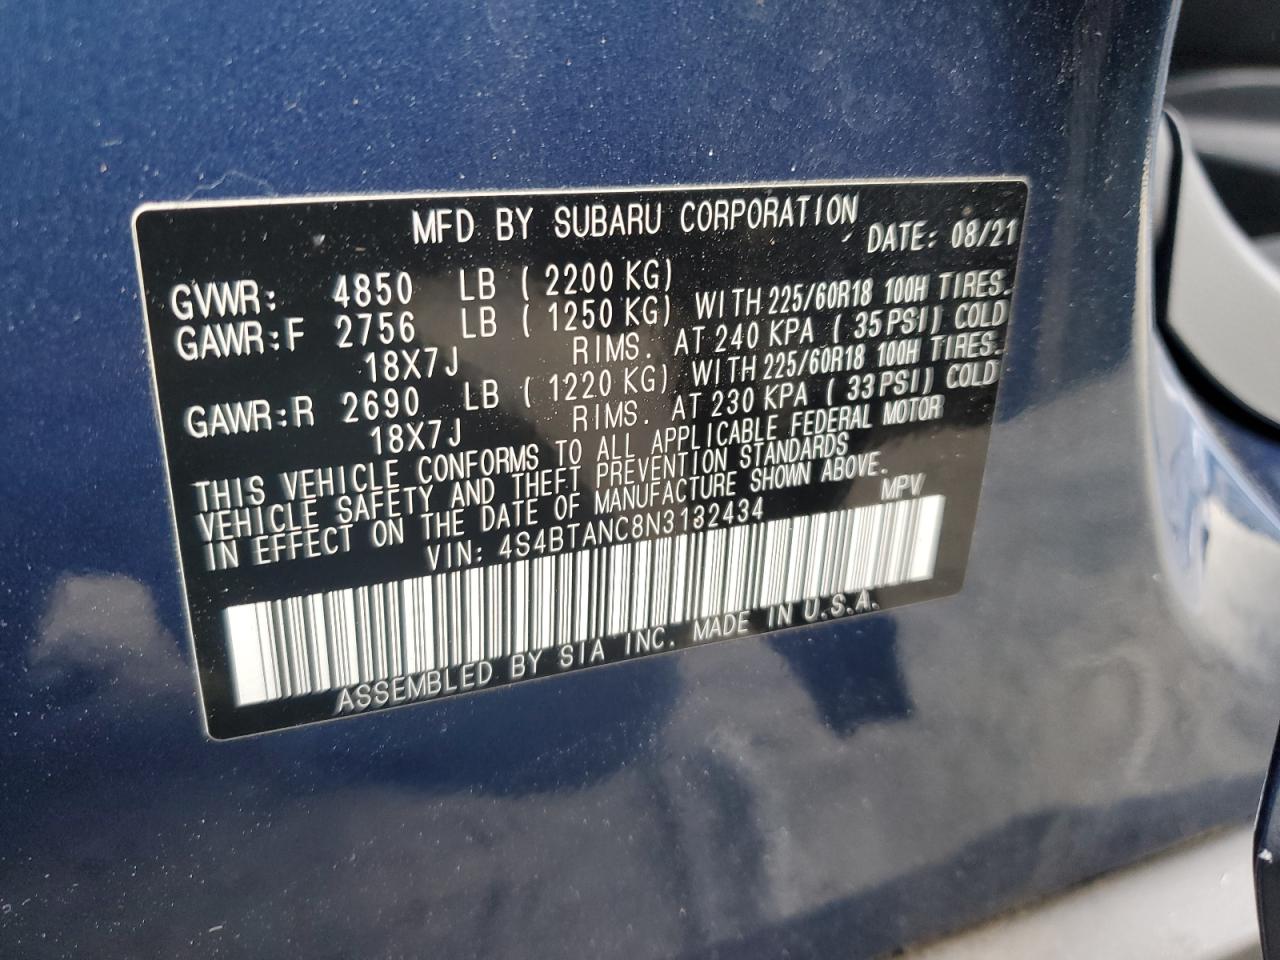 MFD BY SUBARU CORPORATION
DATE: 08/21
GVWR: 4850 LB ( 2200 KG)
GAWR:F 2756 LB ( 1250 KG) WITH 225/60R18 100H TIRES.
18X7J RIMS. AT 240 KPA ( 35PSI) COLD
GAWR:R 2690 LB ( 1220 KG) WITH 225/60R18 100H TIRES.
18X7J RIMS. AT 230 KPA ( 33PSI) COLD
THIS VEHICLE CONFORMS TO ALL APPLICABLE FEDERAL MOTOR
VEHICLE SAFETY AND THEFT PREVENTION STANDARDS
IN EFFECT ON THE DATE OF MANUFACTURE SHOWN ABOVE.
VIN: 4S4BTANC8N3132434 MPV
ASSEMBLED BY SIA INC. MADE IN U.S.A.